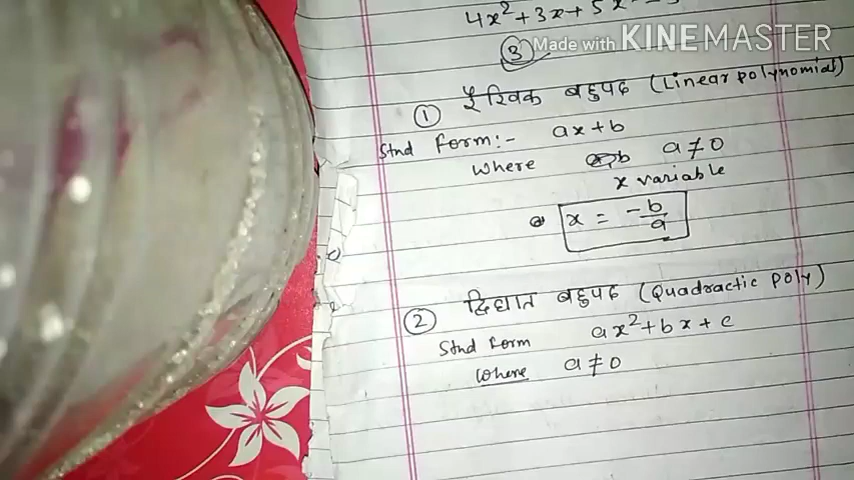 4x²+3x+5x
③
Made with KINEMASTER
① रैखिक बहुपद (Linear polynomial)
Stnd Form:- ax+b
Where a≠0
x variable
x = -b/a
② द्विघात बहुपद (Quadractic poly)
Stnd Form ax²+bx+c
Where a≠0